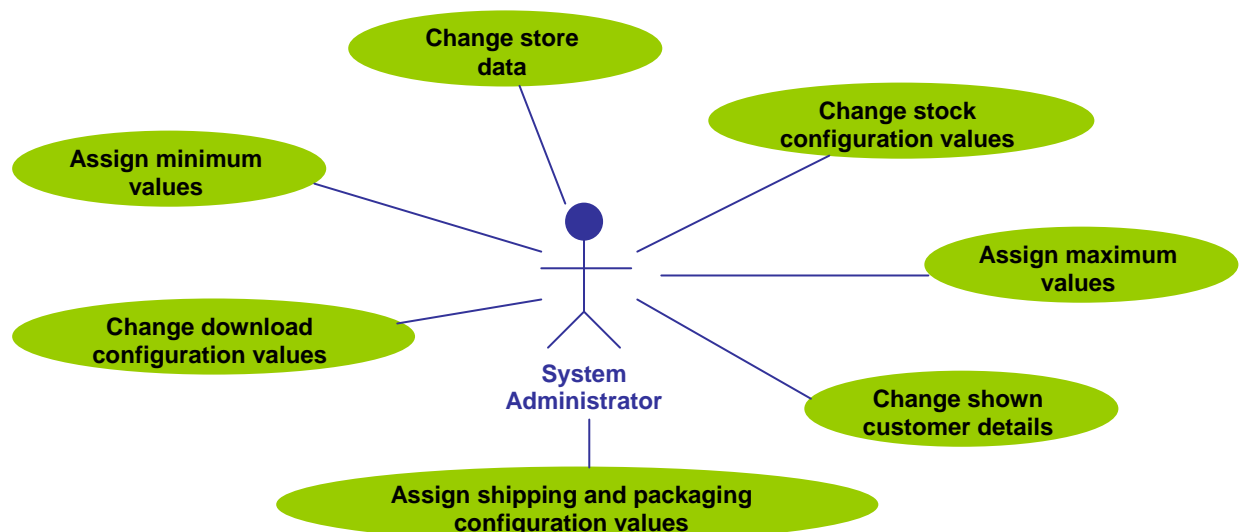 Change store
data
Change stock
configuration values
Assign minimum
values
Assign maximum
values
Change download
configuration values
System
Administrator
Change shown
customer details
Assign shipping and packaging
configuration values